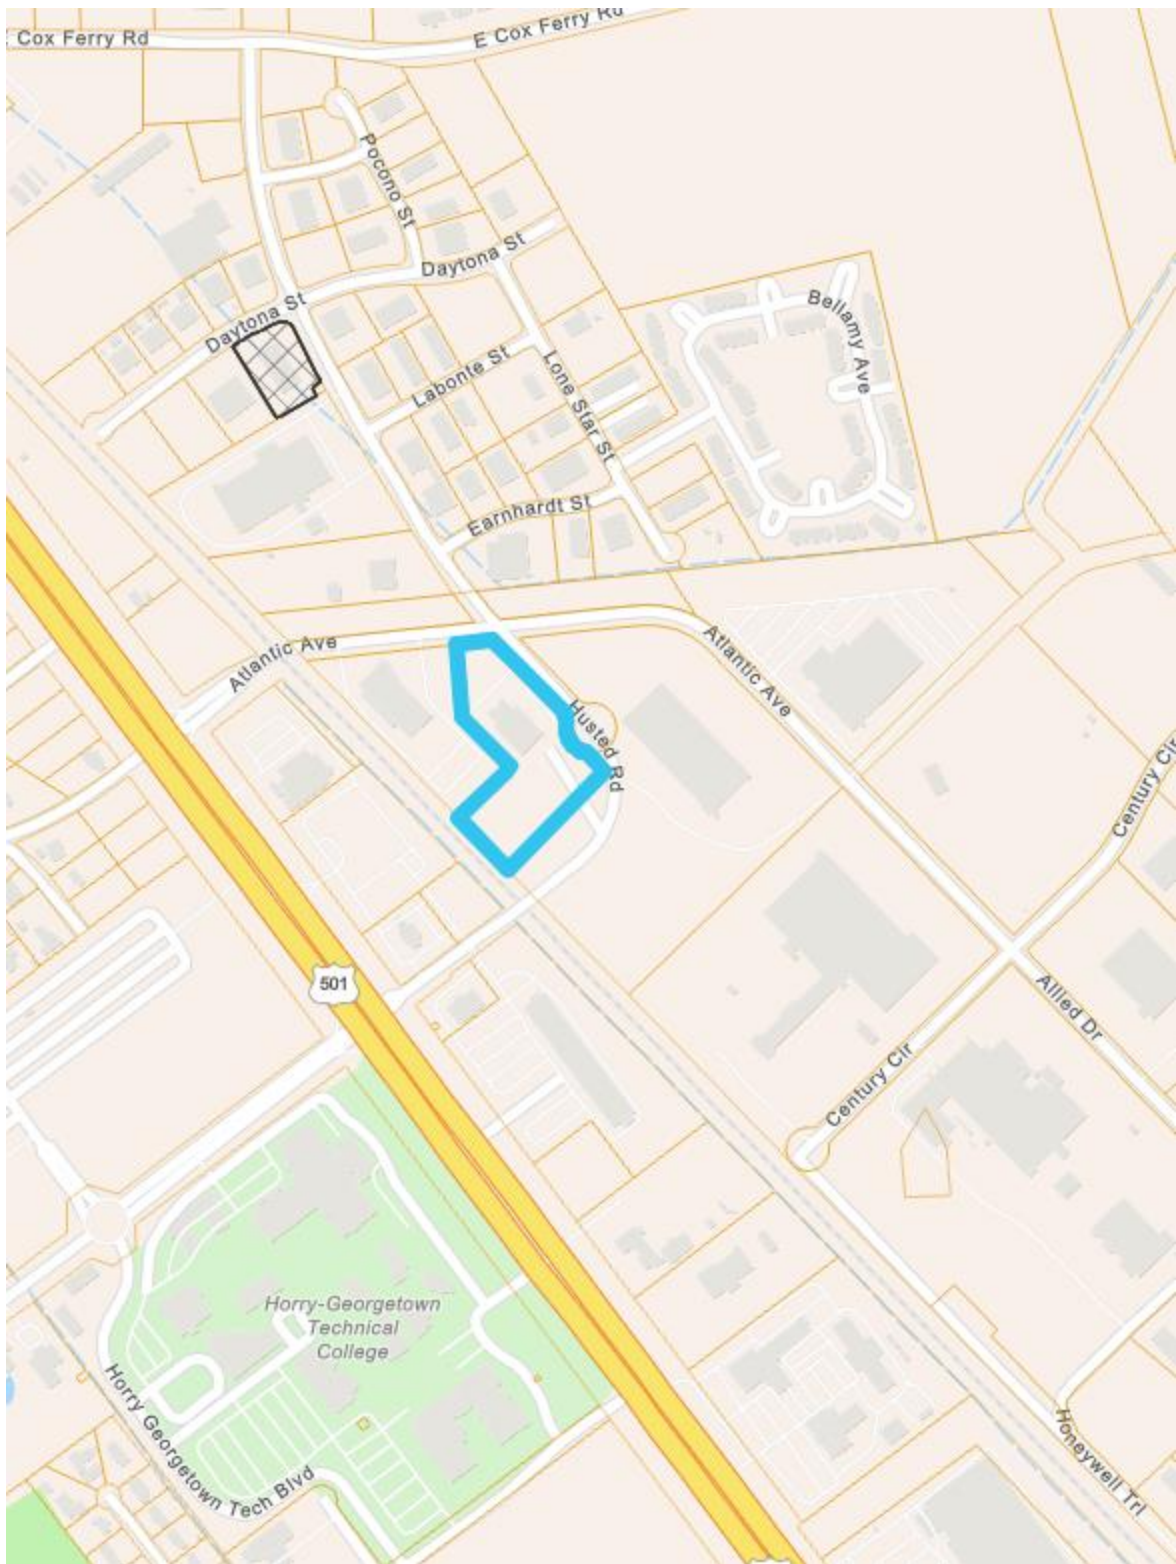 E Cox Ferry Rd
Cox Ferry Rd
Pocono St
Daytona St
Daytona St
Bellamy Ave
Labonte St
Lone Star St
Earnhardt St
Atlantic Ave
Atlantic Ave
Husted Rd
Century Cir
501
Allied Dr
Century Cir
Horry-Georgetown
Technical
College
Horry Georgetown Tech Blvd
Honeywell Trl